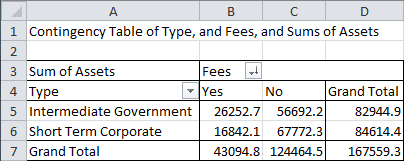 A B C D
1 Contingency Table of Type, and Fees, and Sums of Assets
2
3 Sum of Assets Fees
4 Type Yes No Grand Total
5 Intermediate Government 26252.7 56692.2 82944.9
6 Short Term Corporate 16842.1 67772.3 84614.4
7 Grand Total 43094.8 124464.5 167559.3